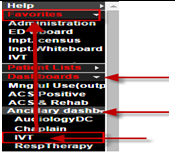 Help
Favorites
Administration
ED Board
Inpt.census
Inpt.Whiteboard
IVT
Patient Lists
Dashboards
Mngd Use(outp
ACS Positive
ACS & Rehab
Ancillary dashb
AudiologyDC
Chaplain
IVT
RespTherapy